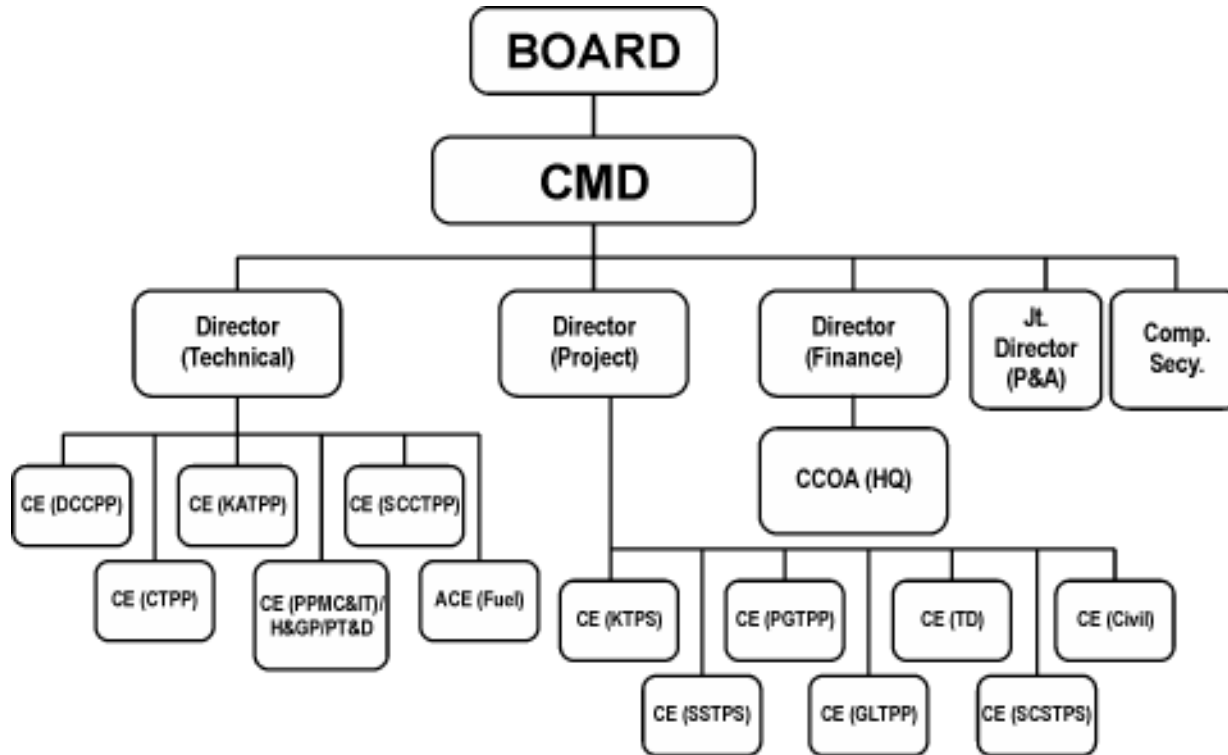 BOARD
CMD
Director
(Technical)
Director
(Project)
Director
(Finance)
Jt.
Director
(P&A)
Comp.
Secy.
CCOA (HQ)
CE (DCCPP)
CE (KATPP)
CE (SCCTPP)
CE (CTPP)
CE (PPMC&IT)/
H&GP/PT&D
ACE (Fuel)
CE (KTPS)
CE (PGTPP)
CE (TD)
CE (Civil)
CE (SSTPS)
CE (GLTPP)
CE (SCSTPS)